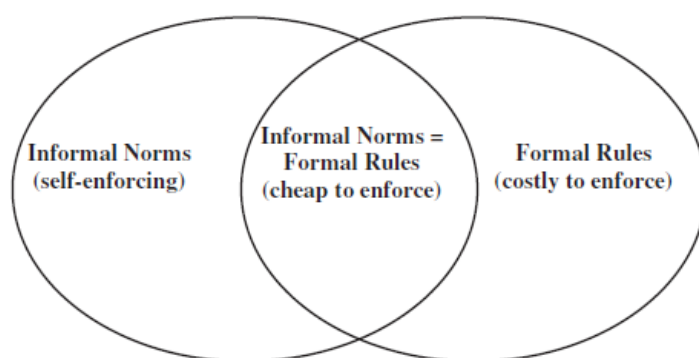 Informal Norms
(self-enforcing)
Informal Norms =
Formal Rules
(cheap to enforce)
Formal Rules
(costly to enforce)